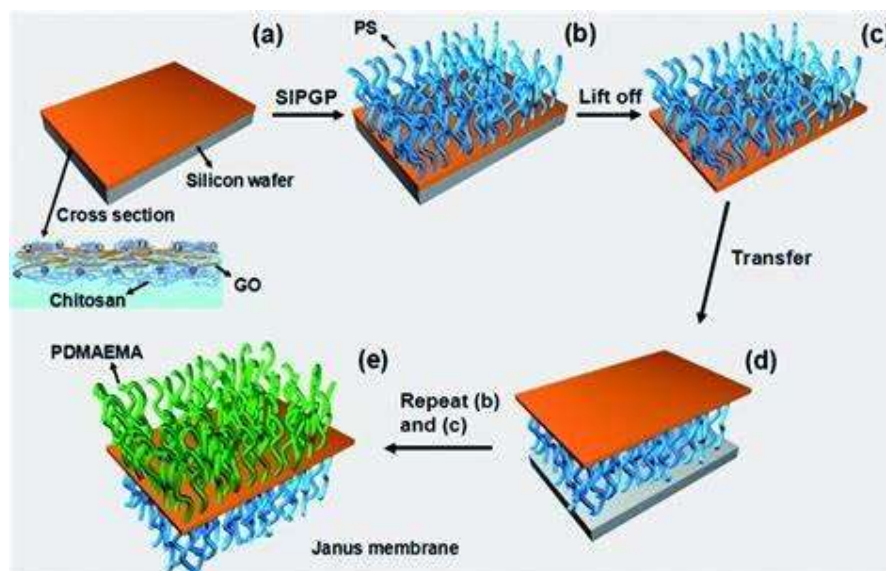 (a)
SIPGP
PS
(b)
Lift off
(c)
Silicon wafer
Cross section
GO
Chitosan
Transfer
(d)
Repeat (b)
and (c)
PDMAEMA
(e)
Janus membrane